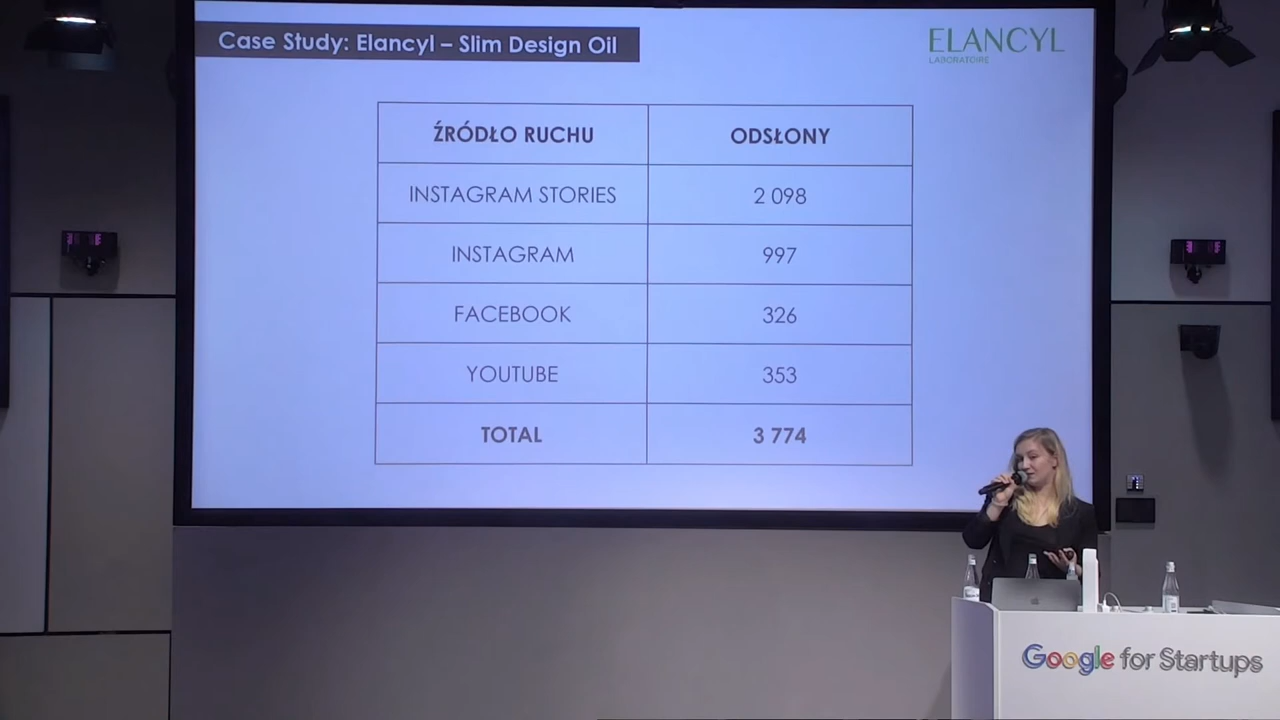 Case Study: Elancyl – Slim Design Oil
ELANCYL
LABORATOIRE
ŹRÓDŁO RUCHU ODSŁONY
INSTAGRAM STORIES 2 098
INSTAGRAM 997
FACEBOOK 326
YOUTUBE 353
TOTAL 3 774
Google for Startups